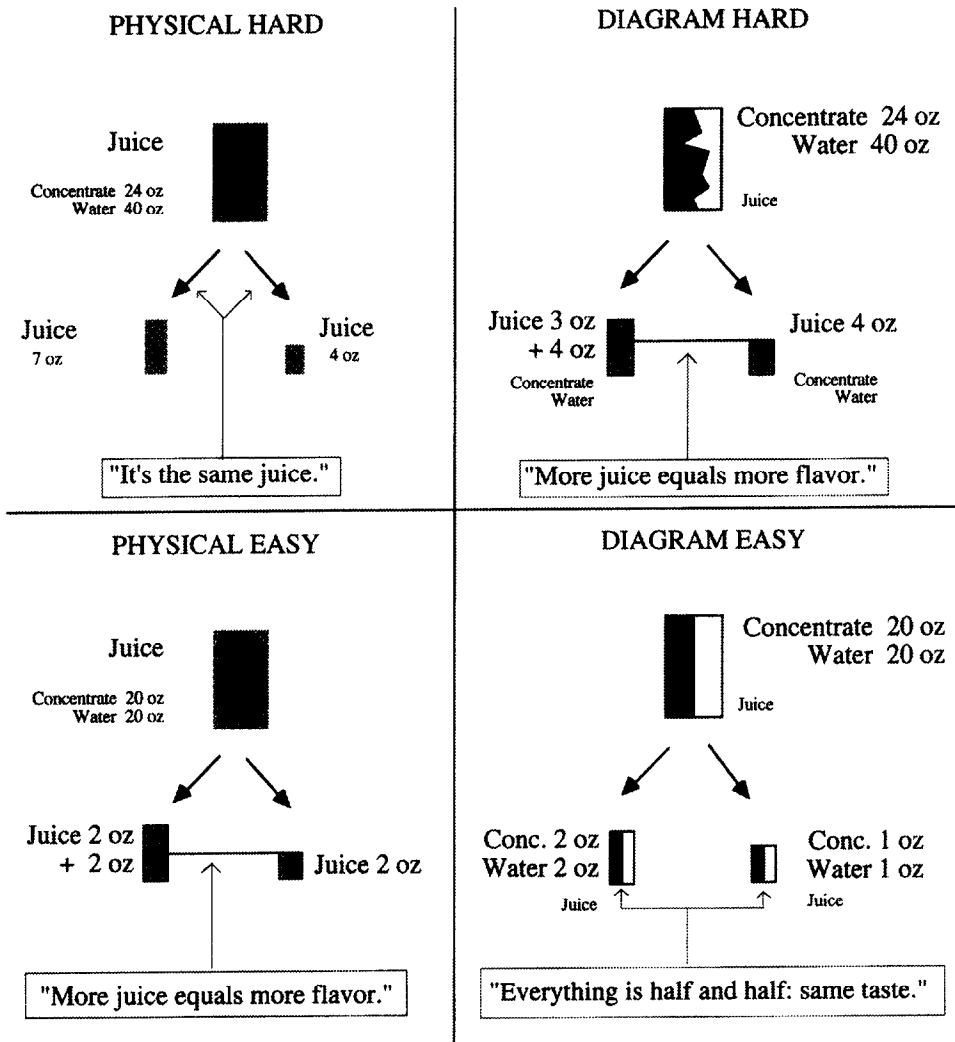 PHYSICAL HARD
Juice
Concentrate 24 oz
Water 40 oz
Juice
7 oz
Juice
4 oz
"It's the same juice."
DIAGRAM HARD
Concentrate 24 oz
Water 40 oz
Juice
Juice 3 oz
+ 4 oz
Concentrate
Water
Juice 4 oz
Concentrate
Water
"More juice equals more flavor."
PHYSICAL EASY
Juice
Concentrate 20 oz
Water 20 oz
Juice 2 oz
+ 2 oz
Juice 2 oz
"More juice equals more flavor."
DIAGRAM EASY
Concentrate 20 oz
Water 20 oz
Juice
Conc. 2 oz
Water 2 oz
Juice
Conc. 1 oz
Water 1 oz
Juice
"Everything is half and half: same taste."